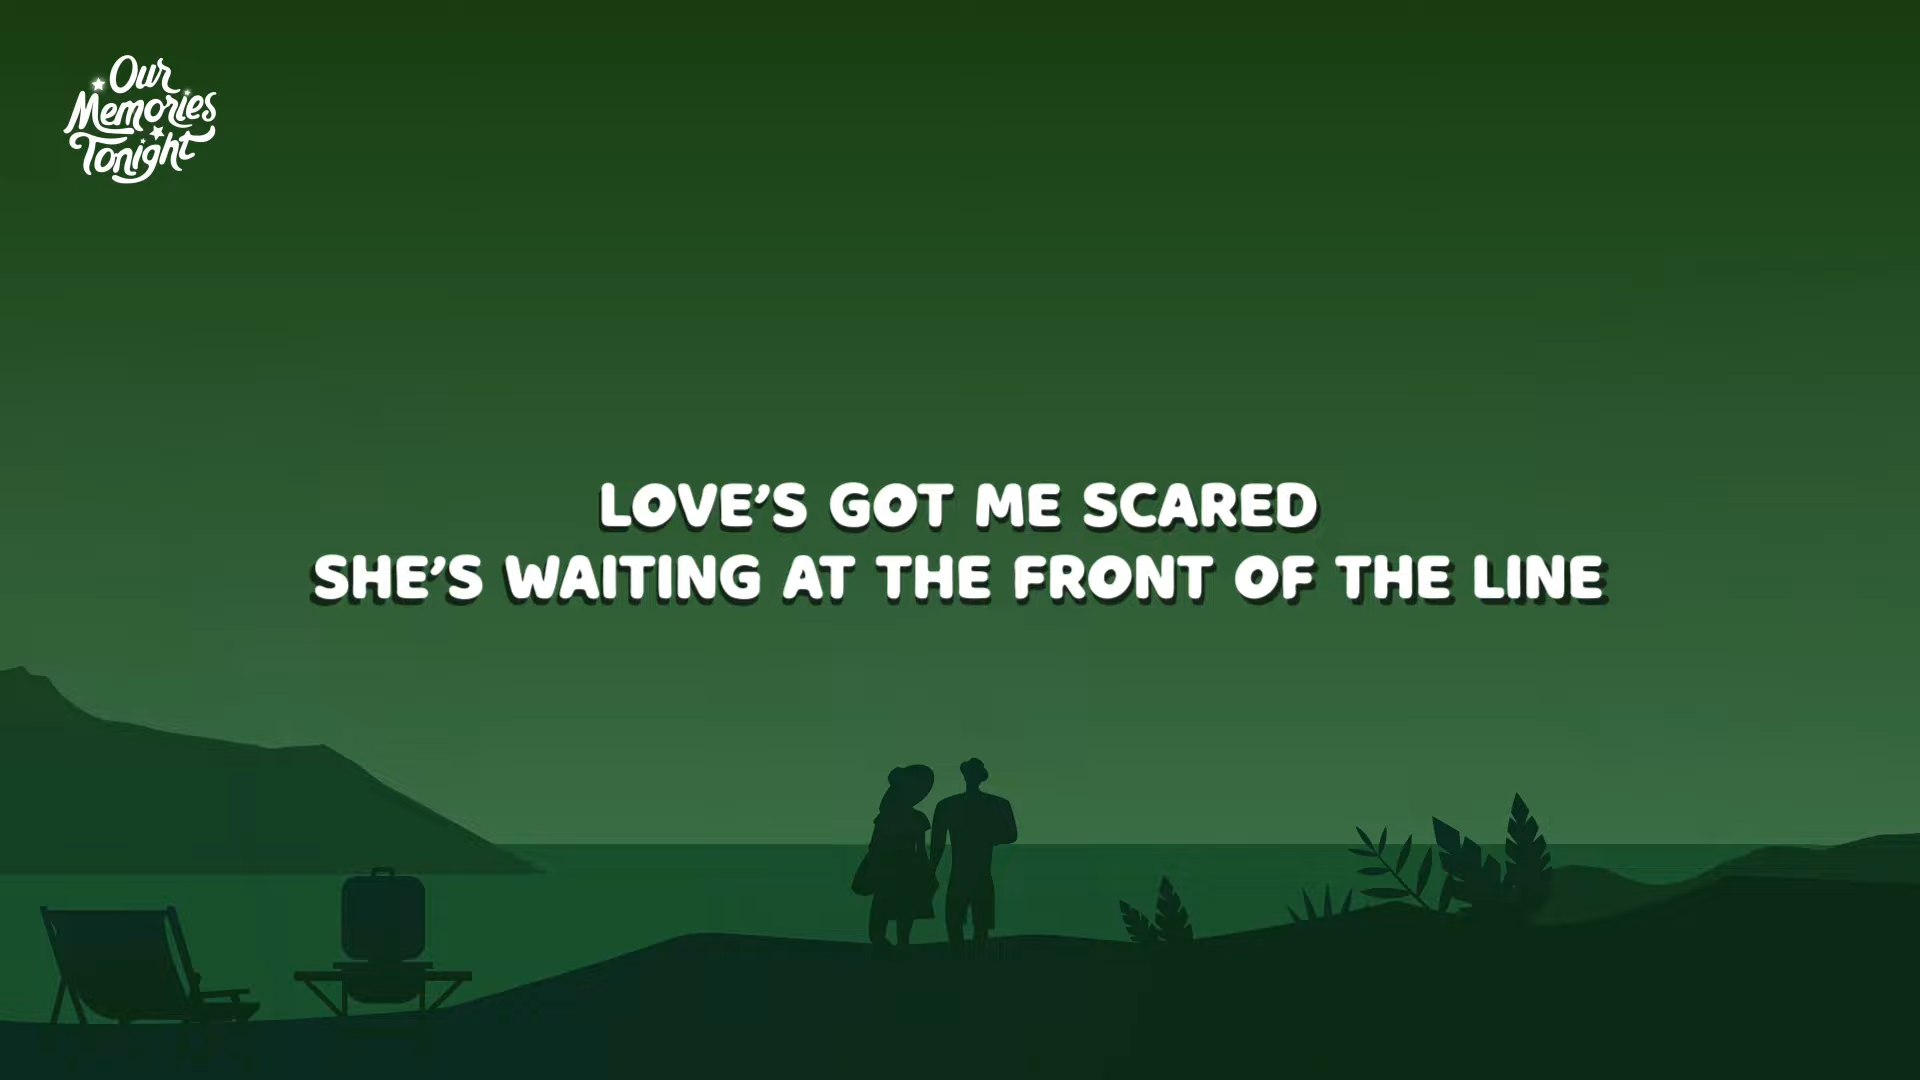 Our
Memories
Tonight
LOVE’S GOT ME SCARED
SHE’S WAITING AT THE FRONT OF THE LINE